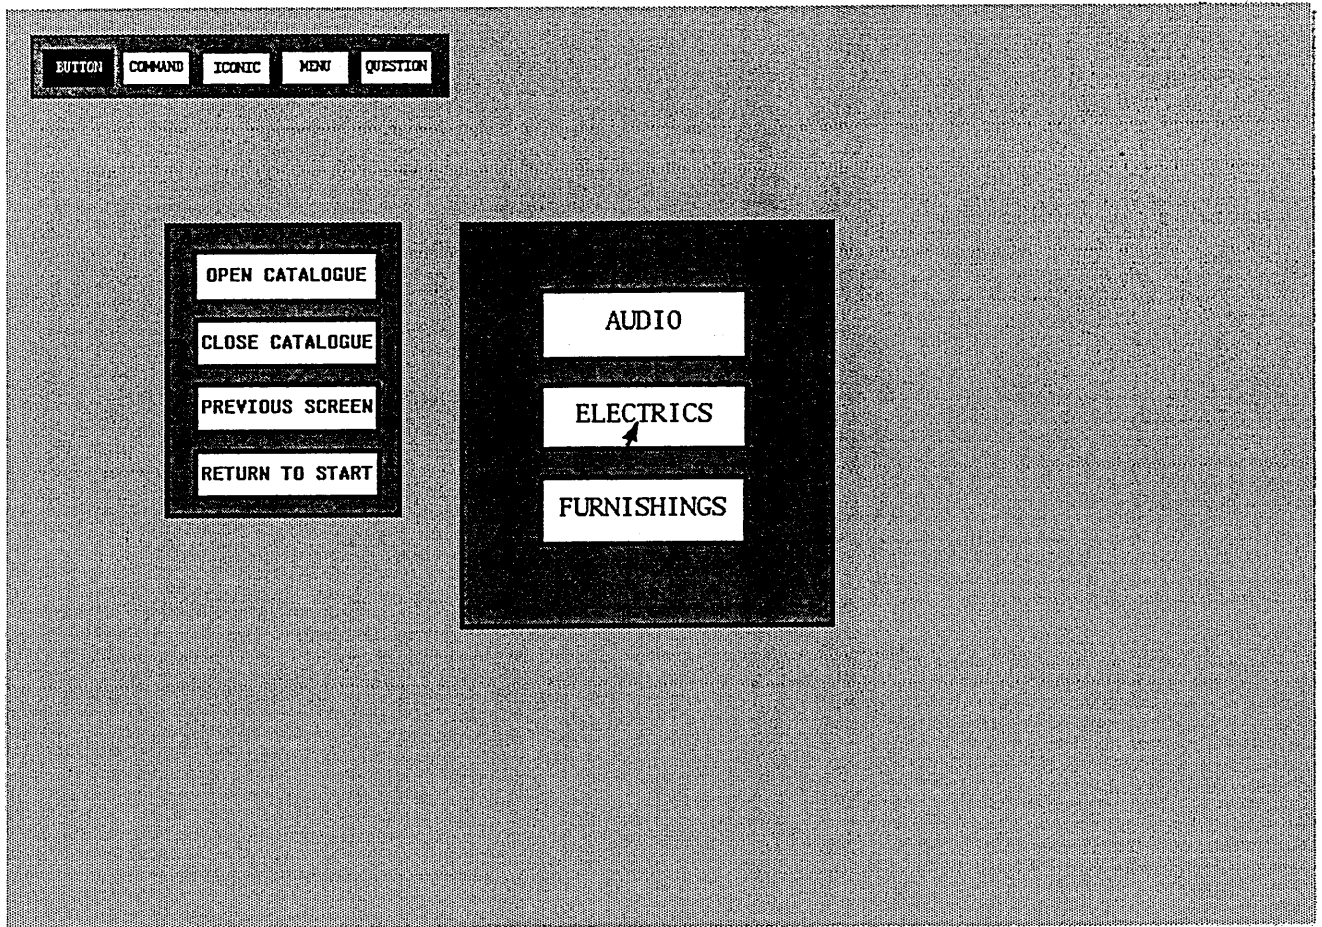 BUTTON COMMAND ICONIC MENU QUESTION
OPEN CATALOGUE
CLOSE CATALOGUE
PREVIOUS SCREEN
RETURN TO START
AUDIO
ELECTRICS
FURNISHINGS